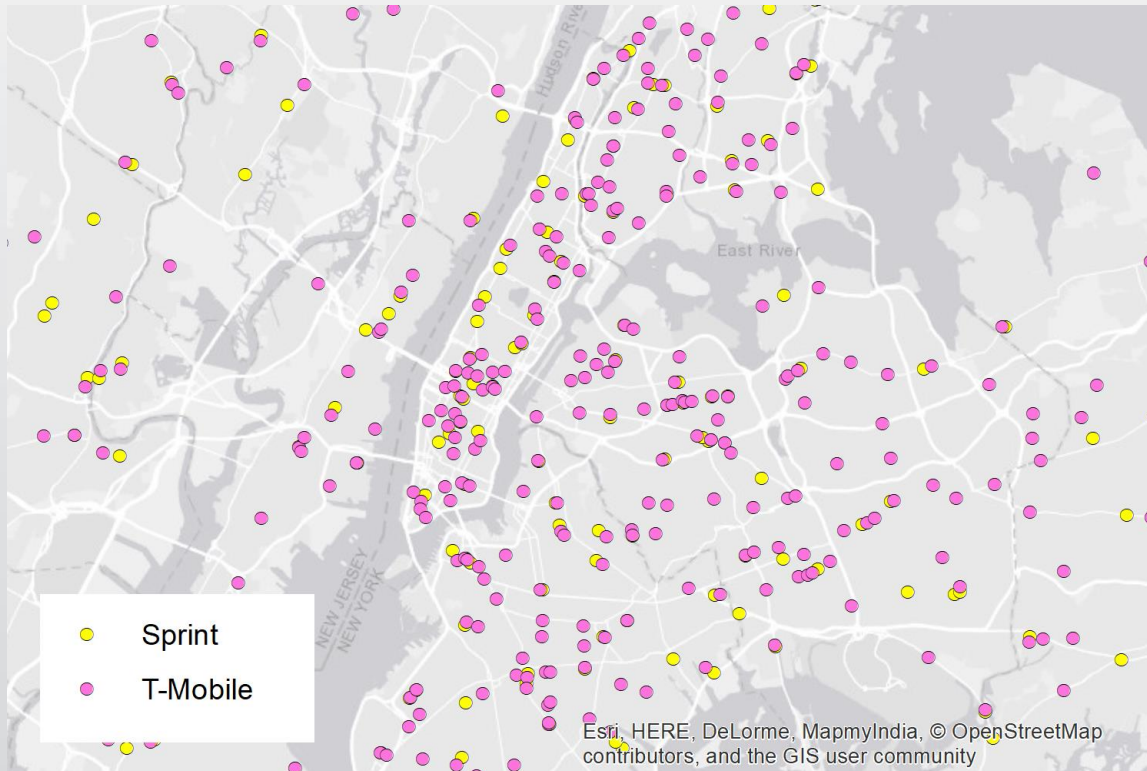 Hudson River
East River
NEW JERSEY
NEW YORK
Sprint
T-Mobile
Esri, HERE, DeLorme, MapmyIndia, © OpenStreetMap
contributors, and the GIS user community